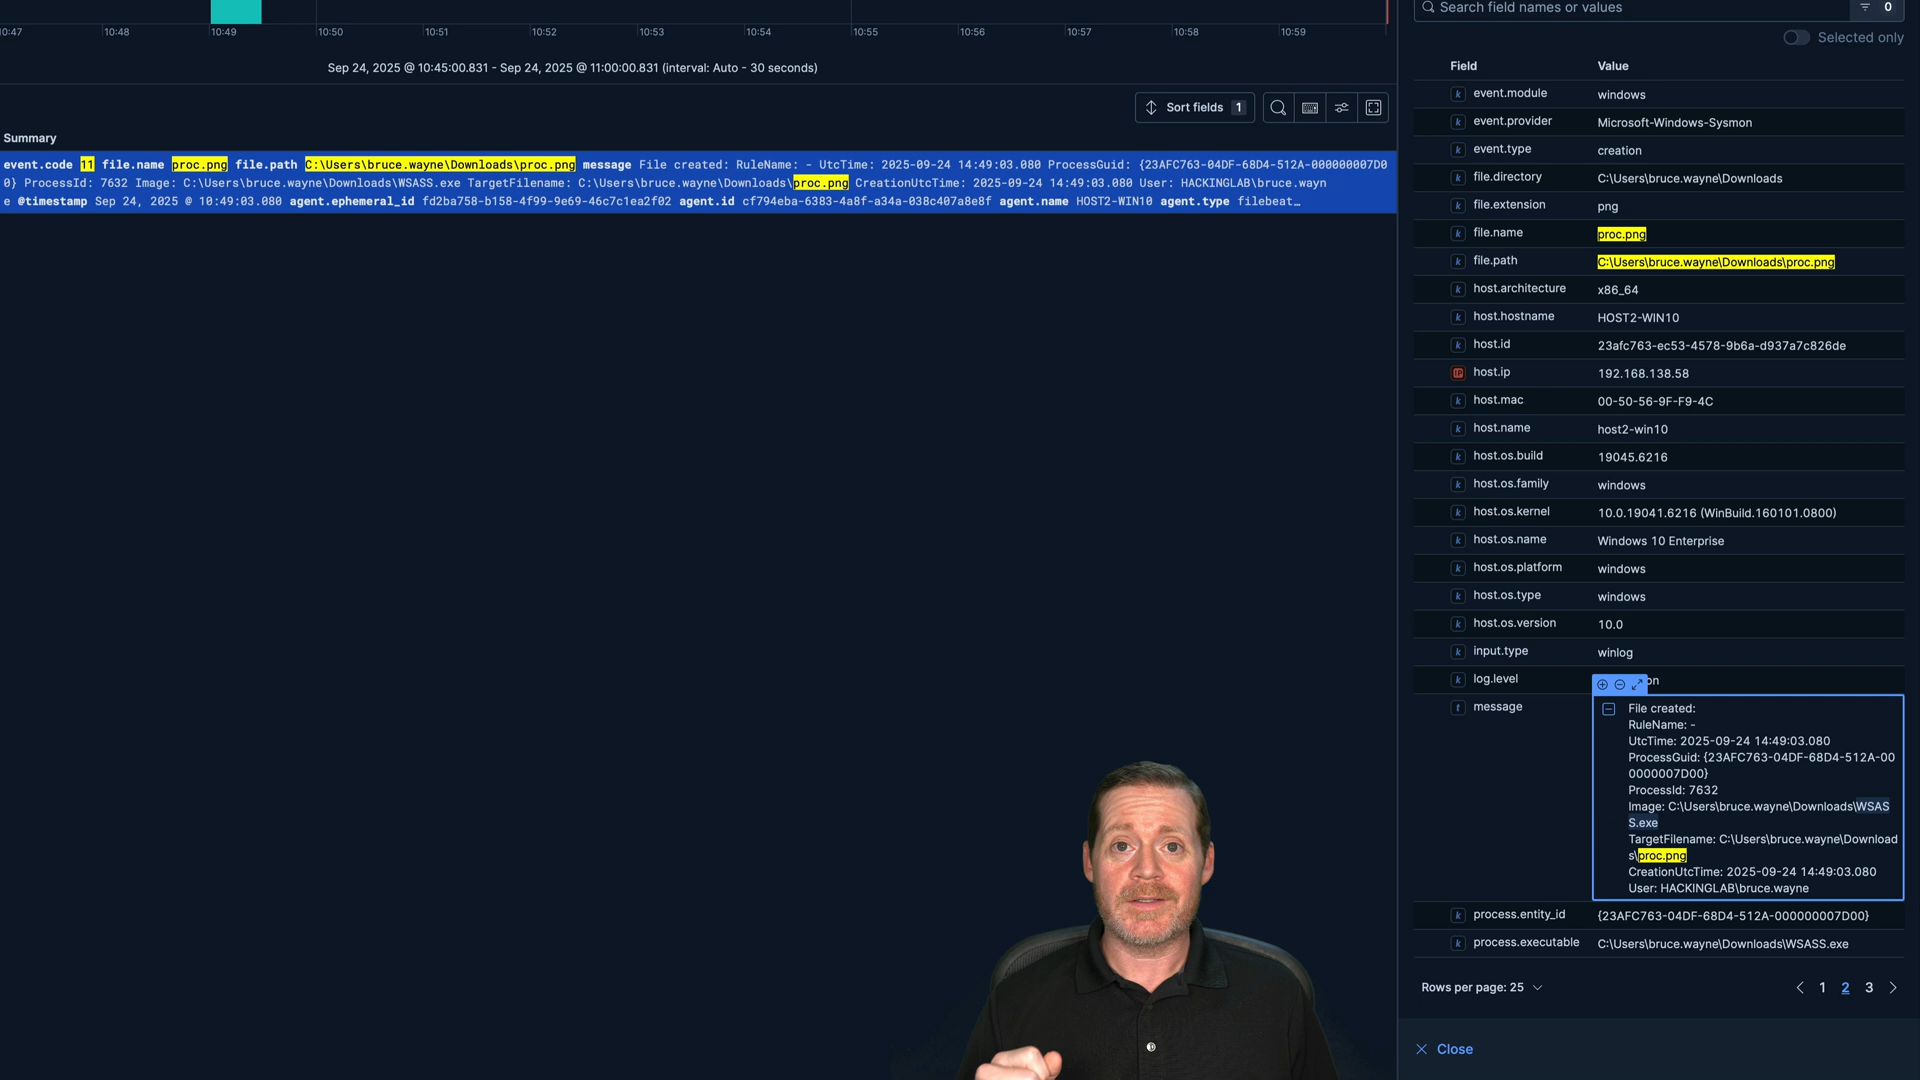 10:47 10:48 10:49 10:50 10:51 10:52 10:53 10:54 10:55 10:56 10:57 10:58 10:59
Sep 24, 2025 @ 10:45:00.831 - Sep 24, 2025 @ 11:00:00.831 (interval: Auto - 30 seconds)
Sort fields 1
Summary
event.code 11 file.name proc.png file.path C:\Users\bruce.wayne\Downloads\proc.png message File created: RuleName: - UtcTime: 2025-09-24 14:49:03.080 ProcessGuid: {23AFC763-04DF-68D4-512A-000000007D0
0} ProcessId: 7632 Image: C:\Users\bruce.wayne\Downloads\WSASS.exe TargetFilename: C:\Users\bruce.wayne\Downloads\proc.png CreationUtcTime: 2025-09-24 14:49:03.080 User: HACKINGLAB\bruce.wayn
e @timestamp Sep 24, 2025 @ 10:49:03.080 agent.ephemeral_id fd2ba758-b158-4f99-9e69-46c7c1ea2f02 agent.id cf794eba-6383-4a8f-a34a-038c407a8e8f agent.name HOST2-WIN10 agent.type filebeat…
Search field names or values 0
Selected only
Field Value
event.module windows
event.provider Microsoft-Windows-Sysmon
event.type creation
file.directory C:\Users\bruce.wayne\Downloads
file.extension png
file.name proc.png
file.path C:\Users\bruce.wayne\Downloads\proc.png
host.architecture x86_64
host.hostname HOST2-WIN10
host.id 23afc763-ec53-4578-9b6a-d937a7c826de
host.ip 192.168.138.58
host.mac 00-50-56-9F-F9-4C
host.name host2-win10
host.os.build 19045.6216
host.os.family windows
host.os.kernel 10.0.19041.6216 (WinBuild.160101.0800)
host.os.name Windows 10 Enterprise
host.os.platform windows
host.os.type windows
host.os.version 10.0
input.type winlog
log.level on
message File created:
RuleName: -
UtcTime: 2025-09-24 14:49:03.080
ProcessGuid: {23AFC763-04DF-68D4-512A-00
0000007D00}
ProcessId: 7632
Image: C:\Users\bruce.wayne\Downloads\WSAS
S.exe
TargetFilename: C:\Users\bruce.wayne\Download
s\proc.png
CreationUtcTime: 2025-09-24 14:49:03.080
User: HACKINGLAB\bruce.wayne
process.entity_id {23AFC763-04DF-68D4-512A-000000007D00}
process.executable C:\Users\bruce.wayne\Downloads\WSASS.exe
Rows per page: 25 1 2 3
Close